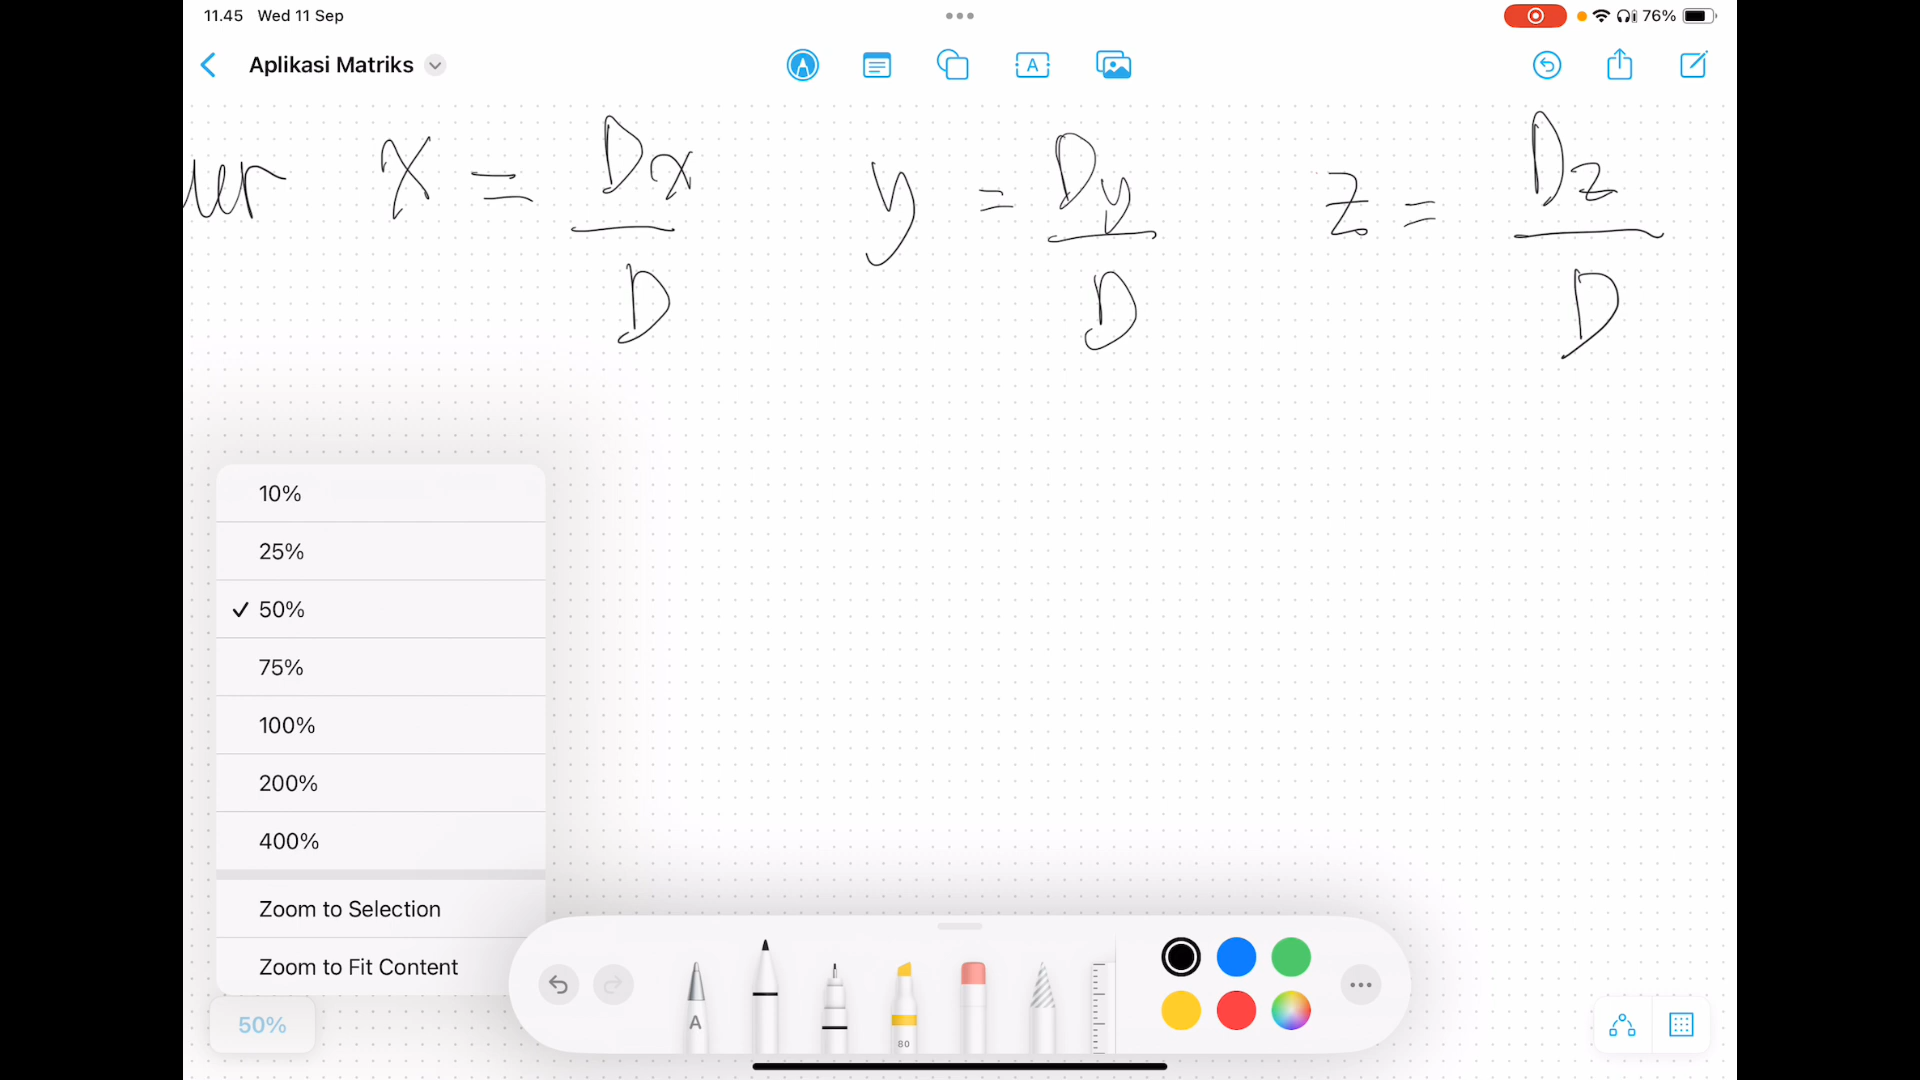 11.45 Wed 11 Sep
76%
Aplikasi Matriks
A
x = Dx / D y = Dy / D z = Dz / D
10%
25%
50%
75%
100%
200%
400%
Zoom to Selection
Zoom to Fit Content
50%
A
80